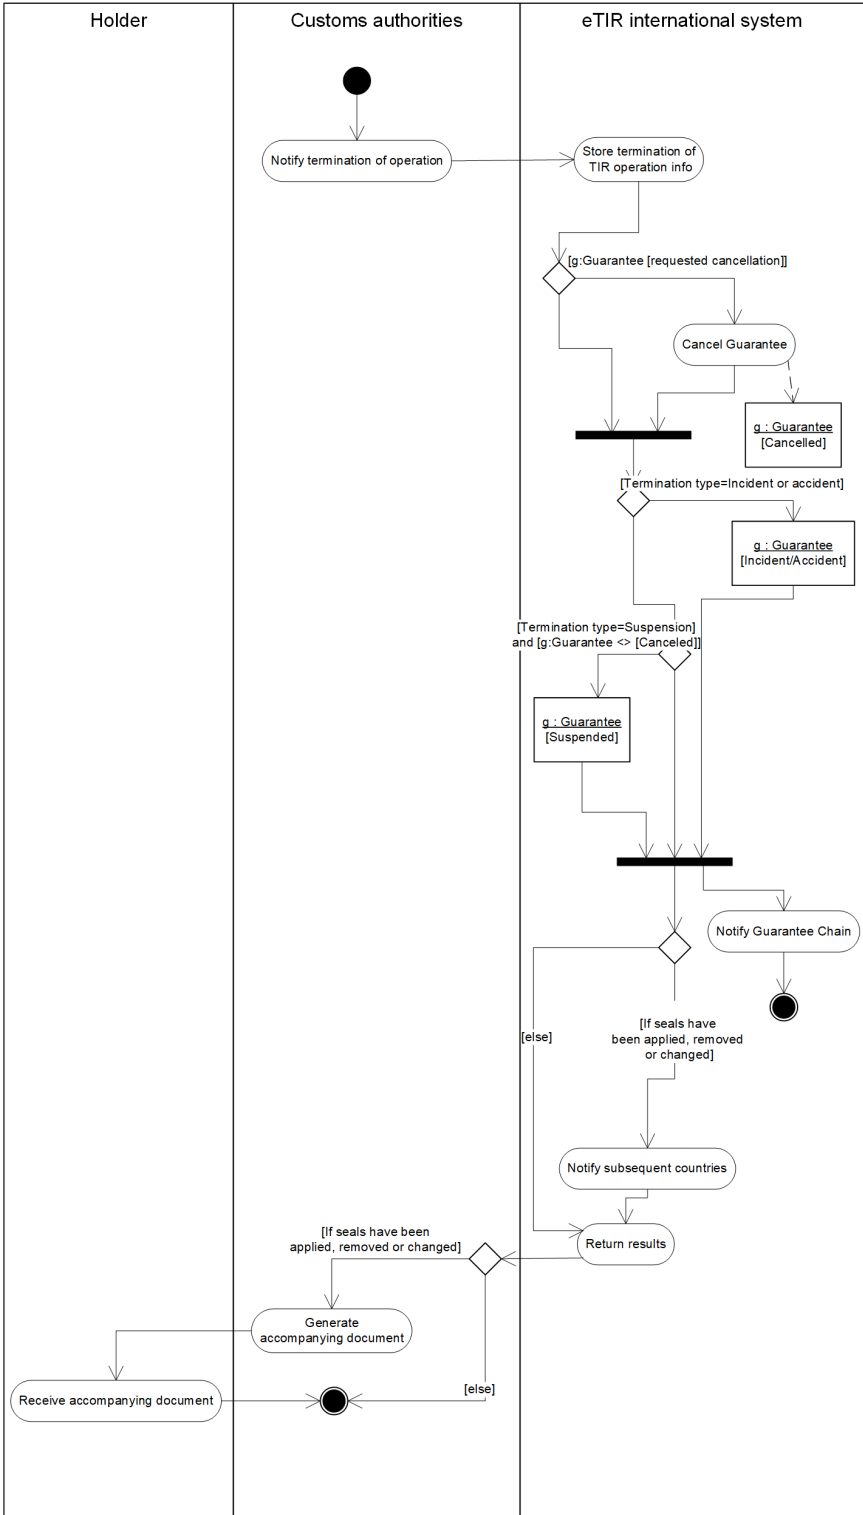 Holder
Customs authorities
eTIR international system
Notify termination of operation
Store termination of
TIR operation info
[g:Guarantee [requested cancellation]]
Cancel Guarantee
g : Guarantee
[Cancelled]
[Termination type=Incident or accident]
g : Guarantee
[Incident/Accident]
[Termination type=Suspension]
and [g:Guarantee <> [Canceled]]
g : Guarantee
[Suspended]
Notify Guarantee Chain
[else]
[If seals have
been applied, removed
or changed]
Notify subsequent countries
[If seals have been
applied, removed or changed]
Return results
Generate
accompanying document
Receive accompanying document
[else]